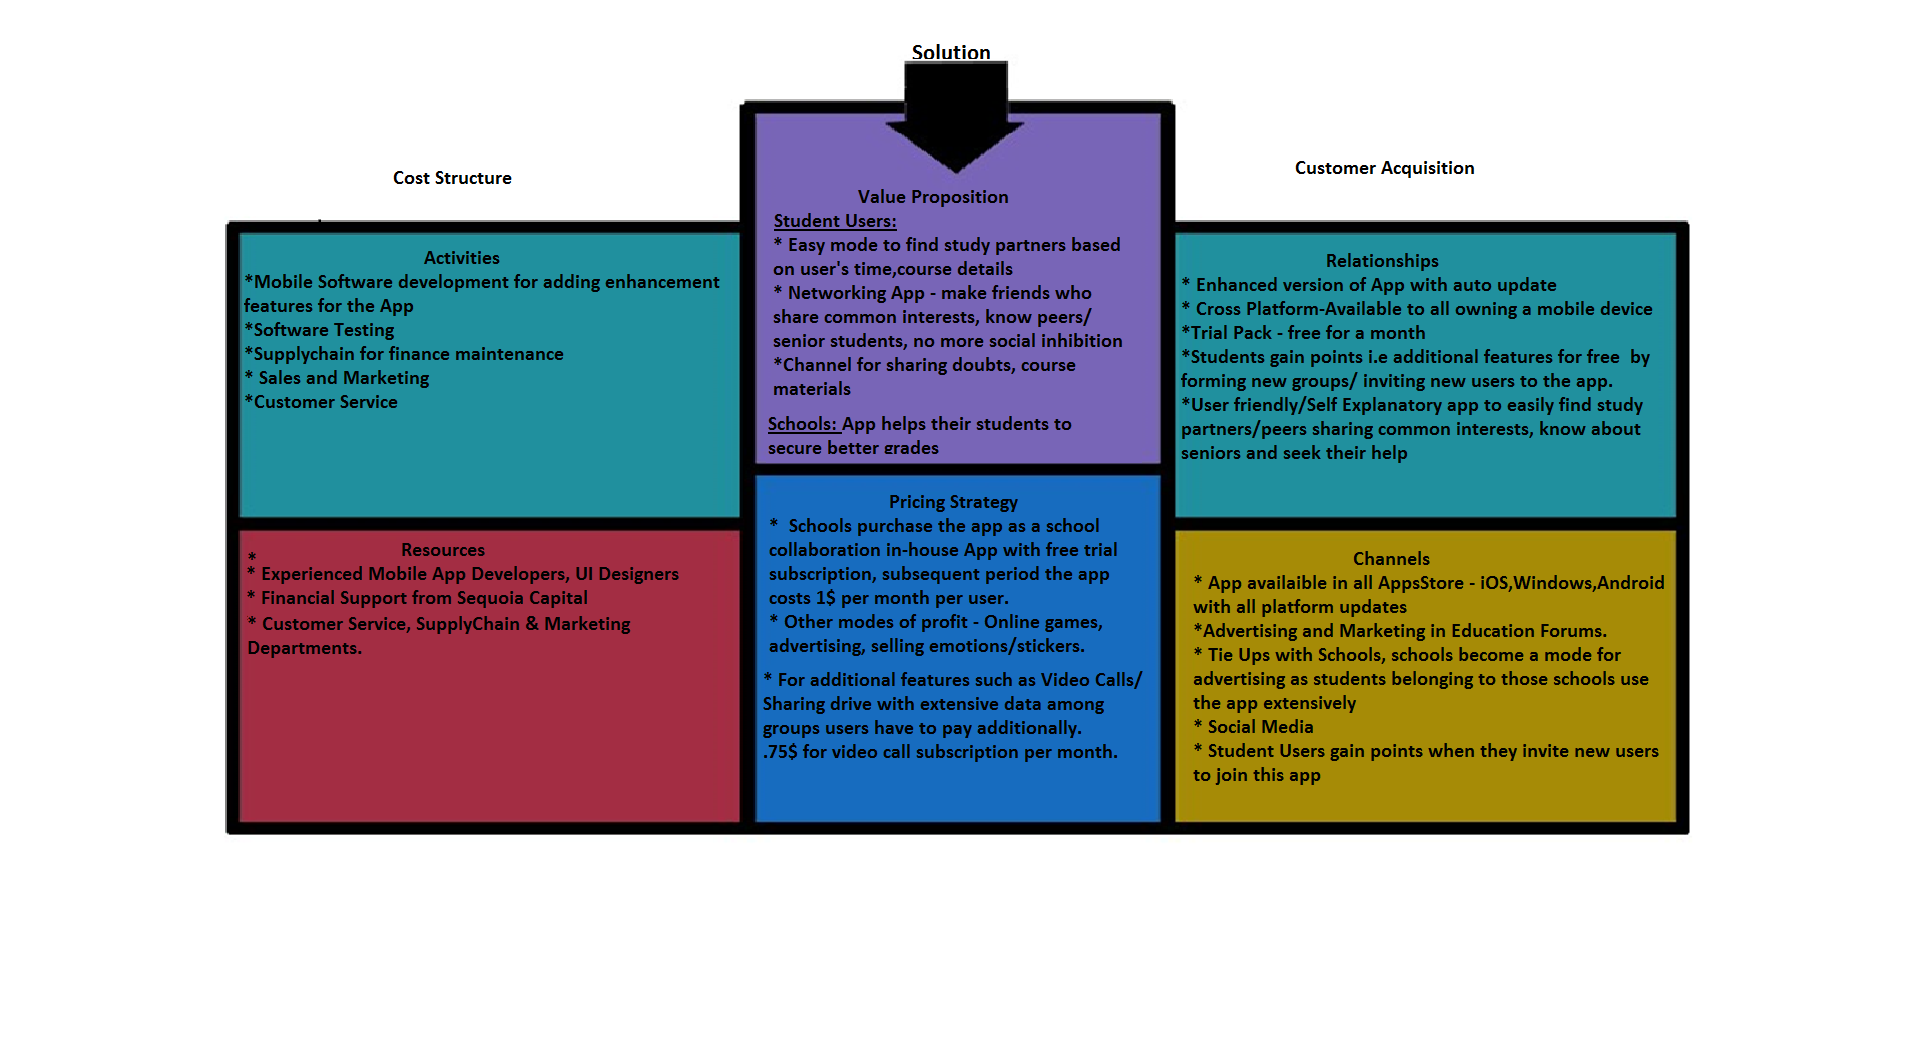 Solution
Cost Structure
Customer Acquisition
Value Proposition
Student Users:
* Easy mode to find study partners based
on user's time,course details
* Networking App - make friends who
share common interests, know peers/
senior students, no more social inhibition
*Channel for sharing doubts, course
materials
Schools: App helps their students to
secure better grades
Activities
*Mobile Software development for adding enhancement
features for the App
*Software Testing
*Supplychain for finance maintenance
* Sales and Marketing
*Customer Service
Relationships
* Enhanced version of App with auto update
* Cross Platform-Available to all owning a mobile device
*Trial Pack - free for a month
*Students gain points i.e additional features for free  by
forming new groups/ inviting new users to the app.
*User friendly/Self Explanatory app to easily find study
partners/peers sharing common interests, know about
seniors and seek their help
Resources
*
* Experienced Mobile App Developers, UI Designers
* Financial Support from Sequoia Capital
* Customer Service, SupplyChain & Marketing
Departments.
Pricing Strategy
*  Schools purchase the app as a school
collaboration in-house App with free trial
subscription, subsequent period the app
costs 1$ per month per user.
* Other modes of profit - Online games,
advertising, selling emotions/stickers.
* For additional features such as Video Calls/
Sharing drive with extensive data among
groups users have to pay additionally.
.75$ for video call subscription per month.
Channels
* App availaible in all AppsStore - iOS,Windows,Android
with all platform updates
*Advertising and Marketing in Education Forums.
* Tie Ups with Schools, schools become a mode for
advertising as students belonging to those schools use
the app extensively
* Social Media
* Student Users gain points when they invite new users
to join this app